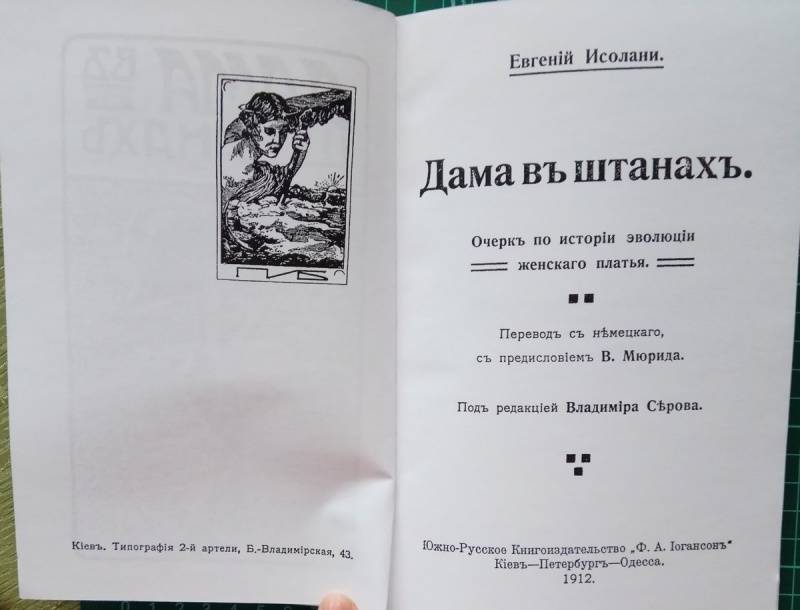 ПИБ
Кіевъ. Типографія 2-й артели, Б.-Владимірская, 43.
Евгеній Исолани.
Дама въ штанахъ.
Очеркъ по исторіи эволюціи
женскаго платья.
Переводъ съ нѣмецкаго,
съ предисловіемъ В. Мюрида.
Подъ редакціей Владиміра Сѣрова.
Южно-Русское Книгоиздательство „Ф. А. Іогансонъ"
Кіевъ—Петербургъ—Одесса.
1912.